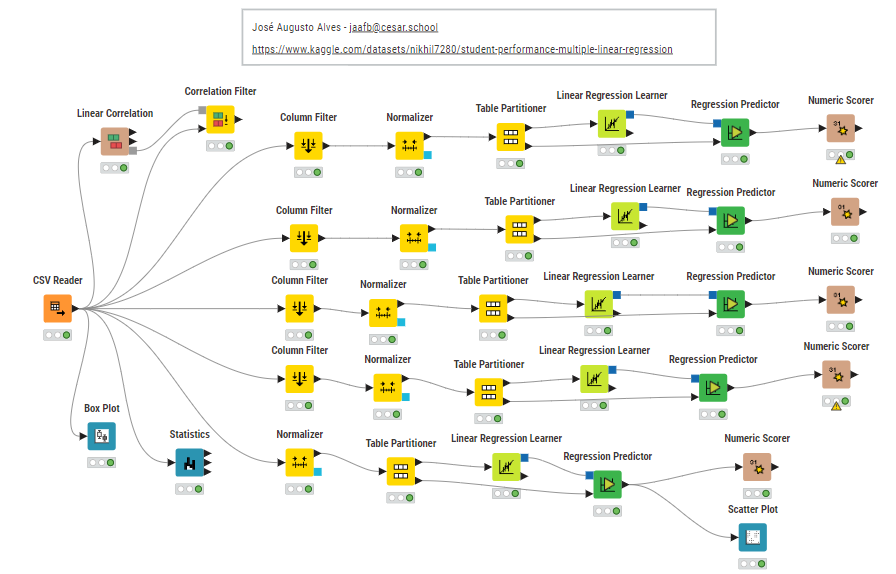 José Augusto Alves - jaafb@cesar.school
https://www.kaggle.com/datasets/nikhil7280/student-performance-multiple-linear-regression
Correlation Filter
Linear Correlation
Column Filter
Normalizer
Table Partitioner
Linear Regression Learner
Regression Predictor
Numeric Scorer
Column Filter
Normalizer
Table Partitioner
Linear Regression Learner
Regression Predictor
Numeric Scorer
CSV Reader
Column Filter
Normalizer
Table Partitioner
Linear Regression Learner
Regression Predictor
Numeric Scorer
Column Filter
Normalizer
Table Partitioner
Linear Regression Learner
Regression Predictor
Numeric Scorer
Box Plot
Statistics
Normalizer
Table Partitioner
Linear Regression Learner
Regression Predictor
Numeric Scorer
Scatter Plot